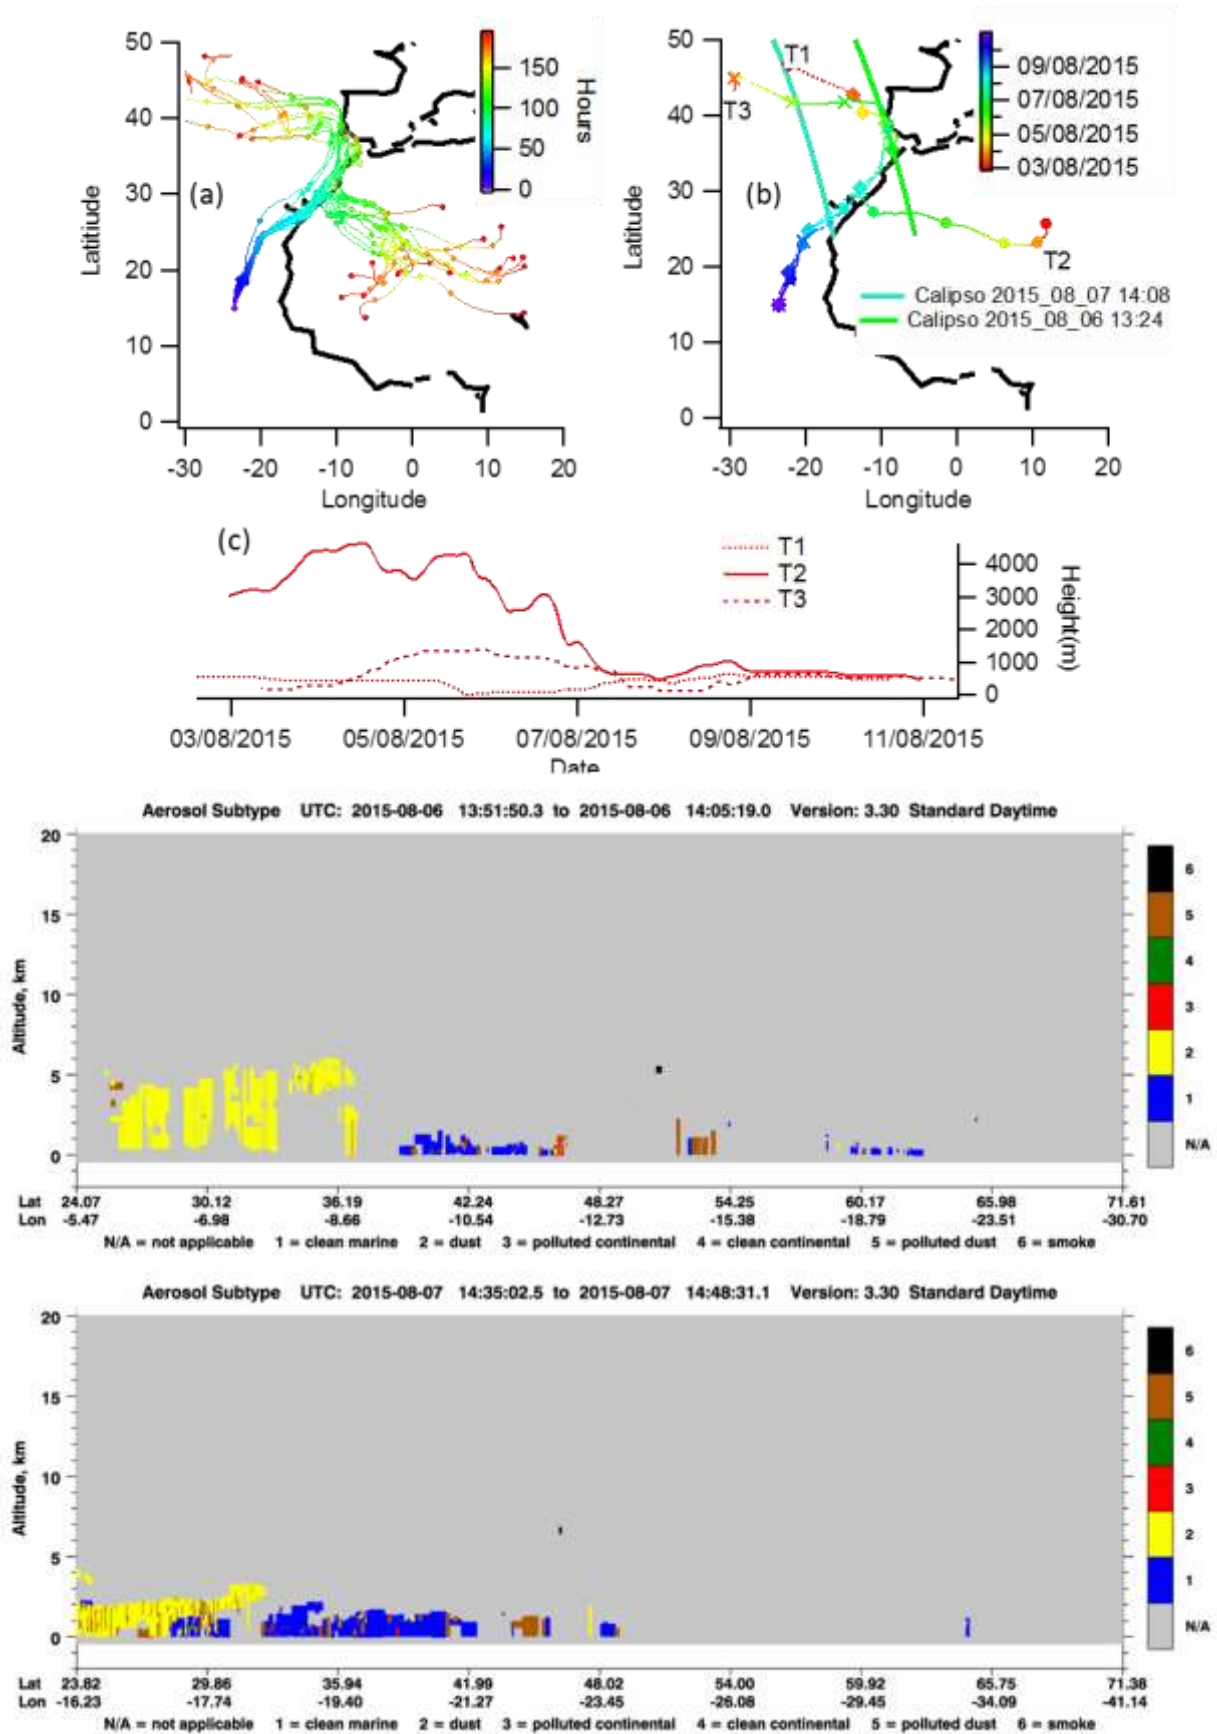 50
40
30
20
10
0
Latitiude
(a)
150
100
50
0
Hours
-30 -20 -10 0 10 20
Longitude
50
40
30
20
10
0
Latitude
(b)
T1
T3
T2
09/08/2015
07/08/2015
05/08/2015
03/08/2015
Calipso 2015_08_07 14:08
Calipso 2015_08_06 13:24
-30 -20 -10 0 10 20
Longitude
(c)
T1
T2
T3
4000
3000
2000
1000
0
Height(m)
03/08/2015 05/08/2015 07/08/2015 09/08/2015 11/08/2015
Date
Aerosol Subtype UTC: 2015-08-06 13:51:50.3 to 2015-08-06 14:05:19.0 Version: 3.30 Standard Daytime
20
15
10
5
0
Altitude, km
6
5
4
3
2
1
N/A
Lat 24.07 30.12 36.19 42.24 48.27 54.25 60.17 65.98 71.61
Lon -5.47 -6.98 -8.66 -10.54 -12.73 -15.38 -18.79 -23.51 -30.70
N/A = not applicable 1 = clean marine 2 = dust 3 = polluted continental 4 = clean continental 5 = polluted dust 6 = smoke
Aerosol Subtype UTC: 2015-08-07 14:35:02.5 to 2015-08-07 14:48:31.1 Version: 3.30 Standard Daytime
20
15
10
5
0
Altitude, km
6
5
4
3
2
1
N/A
Lat 23.82 29.86 35.94 41.99 48.02 54.00 59.92 65.75 71.38
Lon -16.23 -17.74 -19.40 -21.27 -23.45 -26.08 -29.45 -34.09 -41.14
N/A = not applicable 1 = clean marine 2 = dust 3 = polluted continental 4 = clean continental 5 = polluted dust 6 = smoke